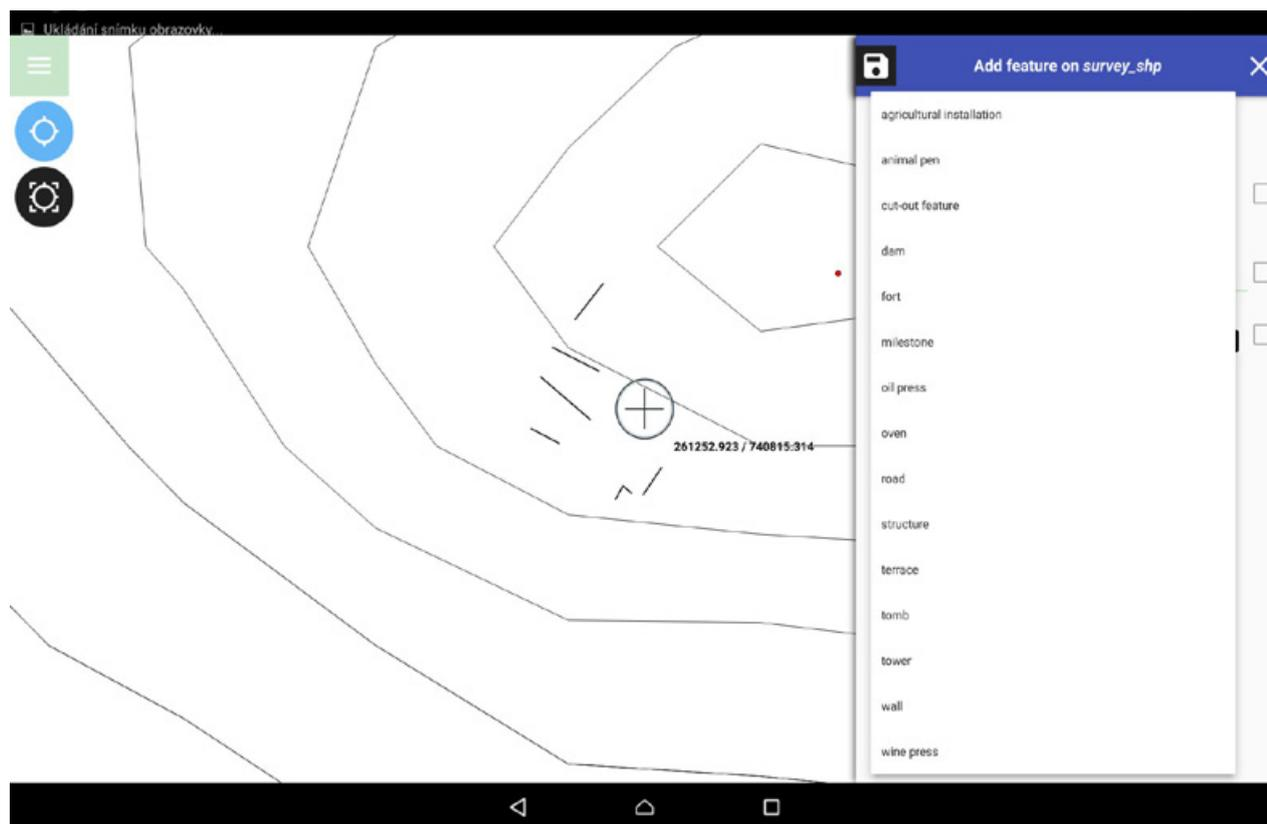 Ukládání snímku obrazovky...
Add feature on survey_shp
agricultural installation
animal pen
cut-out feature
dam
fort
milestone
oil press
oven
road
structure
terrace
tomb
tower
wall
wine press
261252.923 / 740815.314